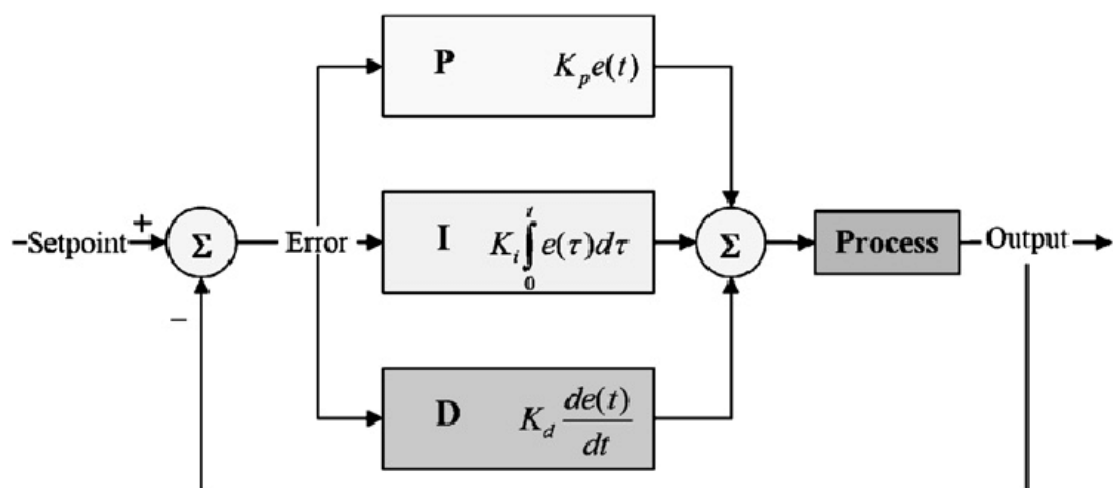 P K_p e(t)
+
Setpoint Σ Error I K_i ∫_0^t e(τ)dτ Σ Process Output
−
D K_d de(t)/dt